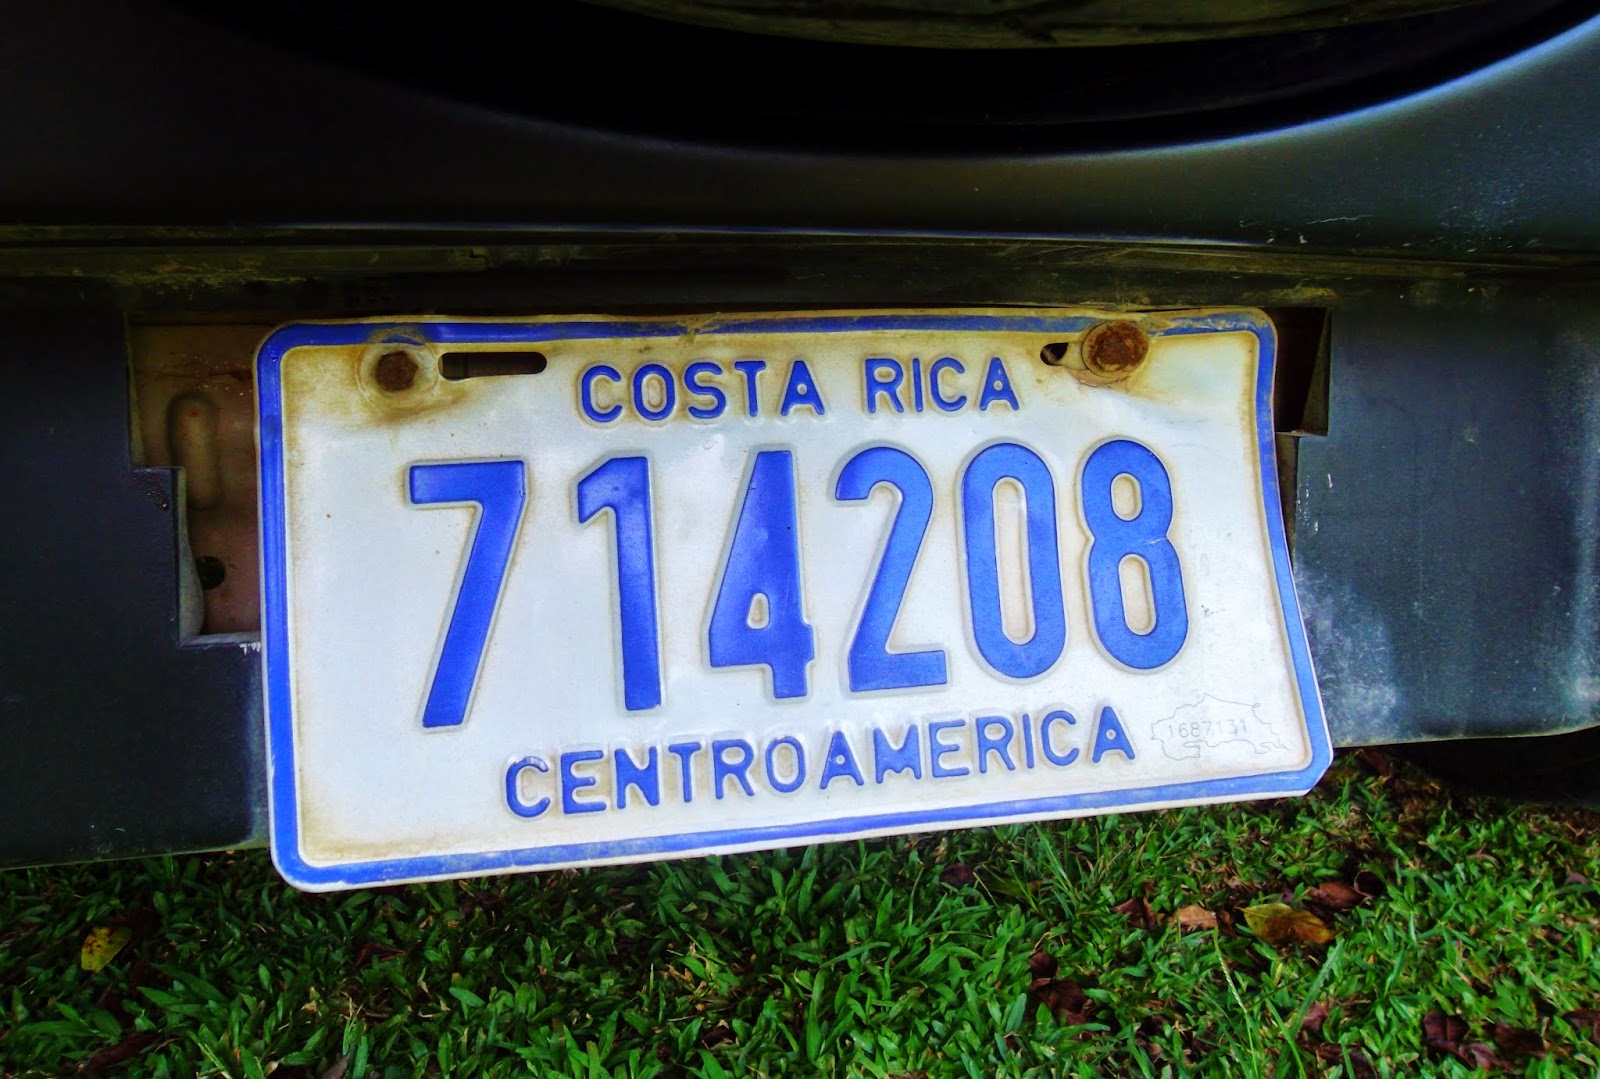 COSTA RICA
714208
CENTROAMERICA
1687131